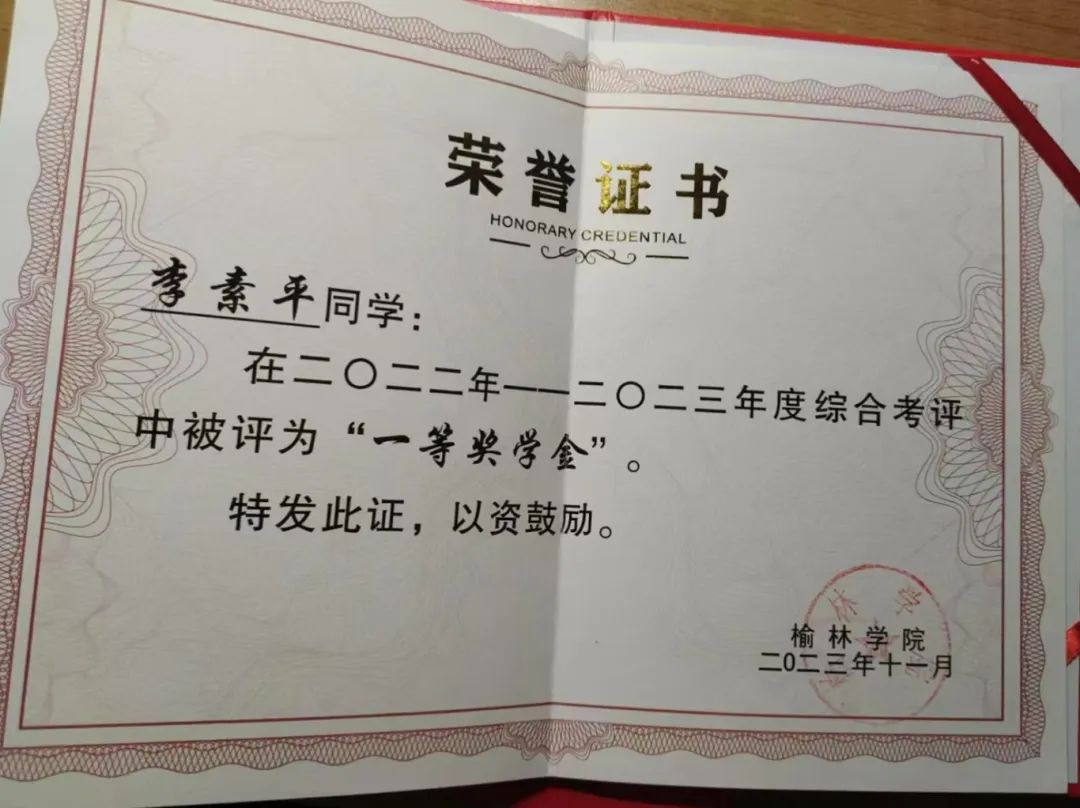 荣誉证书
HONORARY CREDENTIAL
李素平同学：
在二〇二二年——二〇二三年度综合考评
中被评为“一等奖学金”。
特发此证，以资鼓励。
榆林学院
二0二三年十一月